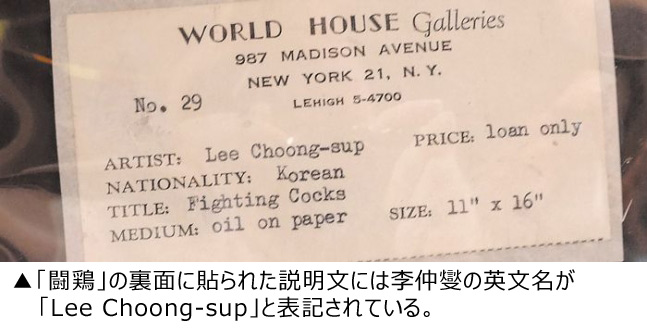 WORLD HOUSE Galleries
987 MADISON AVENUE
NEW YORK 21, N. Y.
No. 29
LEHIGH 5-4700
ARTIST: Lee Choong-sup
PRICE: loan only
NATIONALITY: Korean
TITLE: Fighting Cocks
MEDIUM: oil on paper
SIZE: 11" x 16"
▲「闘鶏」の裏面に貼られた説明文には李仲燮の英文名が
「Lee Choong-sup」と表記されている。